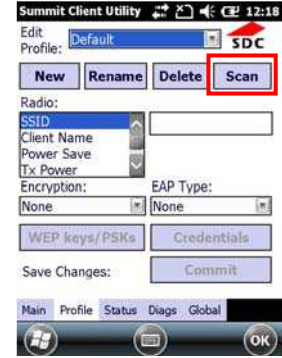 Summit Client Utility 12:18
Edit Profile: Default SDC
New Rename Delete Scan
Radio:
SSID
Client Name
Power Save
Tx Power
Encryption: EAP Type:
None None
WEP keys/PSKs Credentials
Save Changes: Commit
Main Profile Status Diags Global
OK